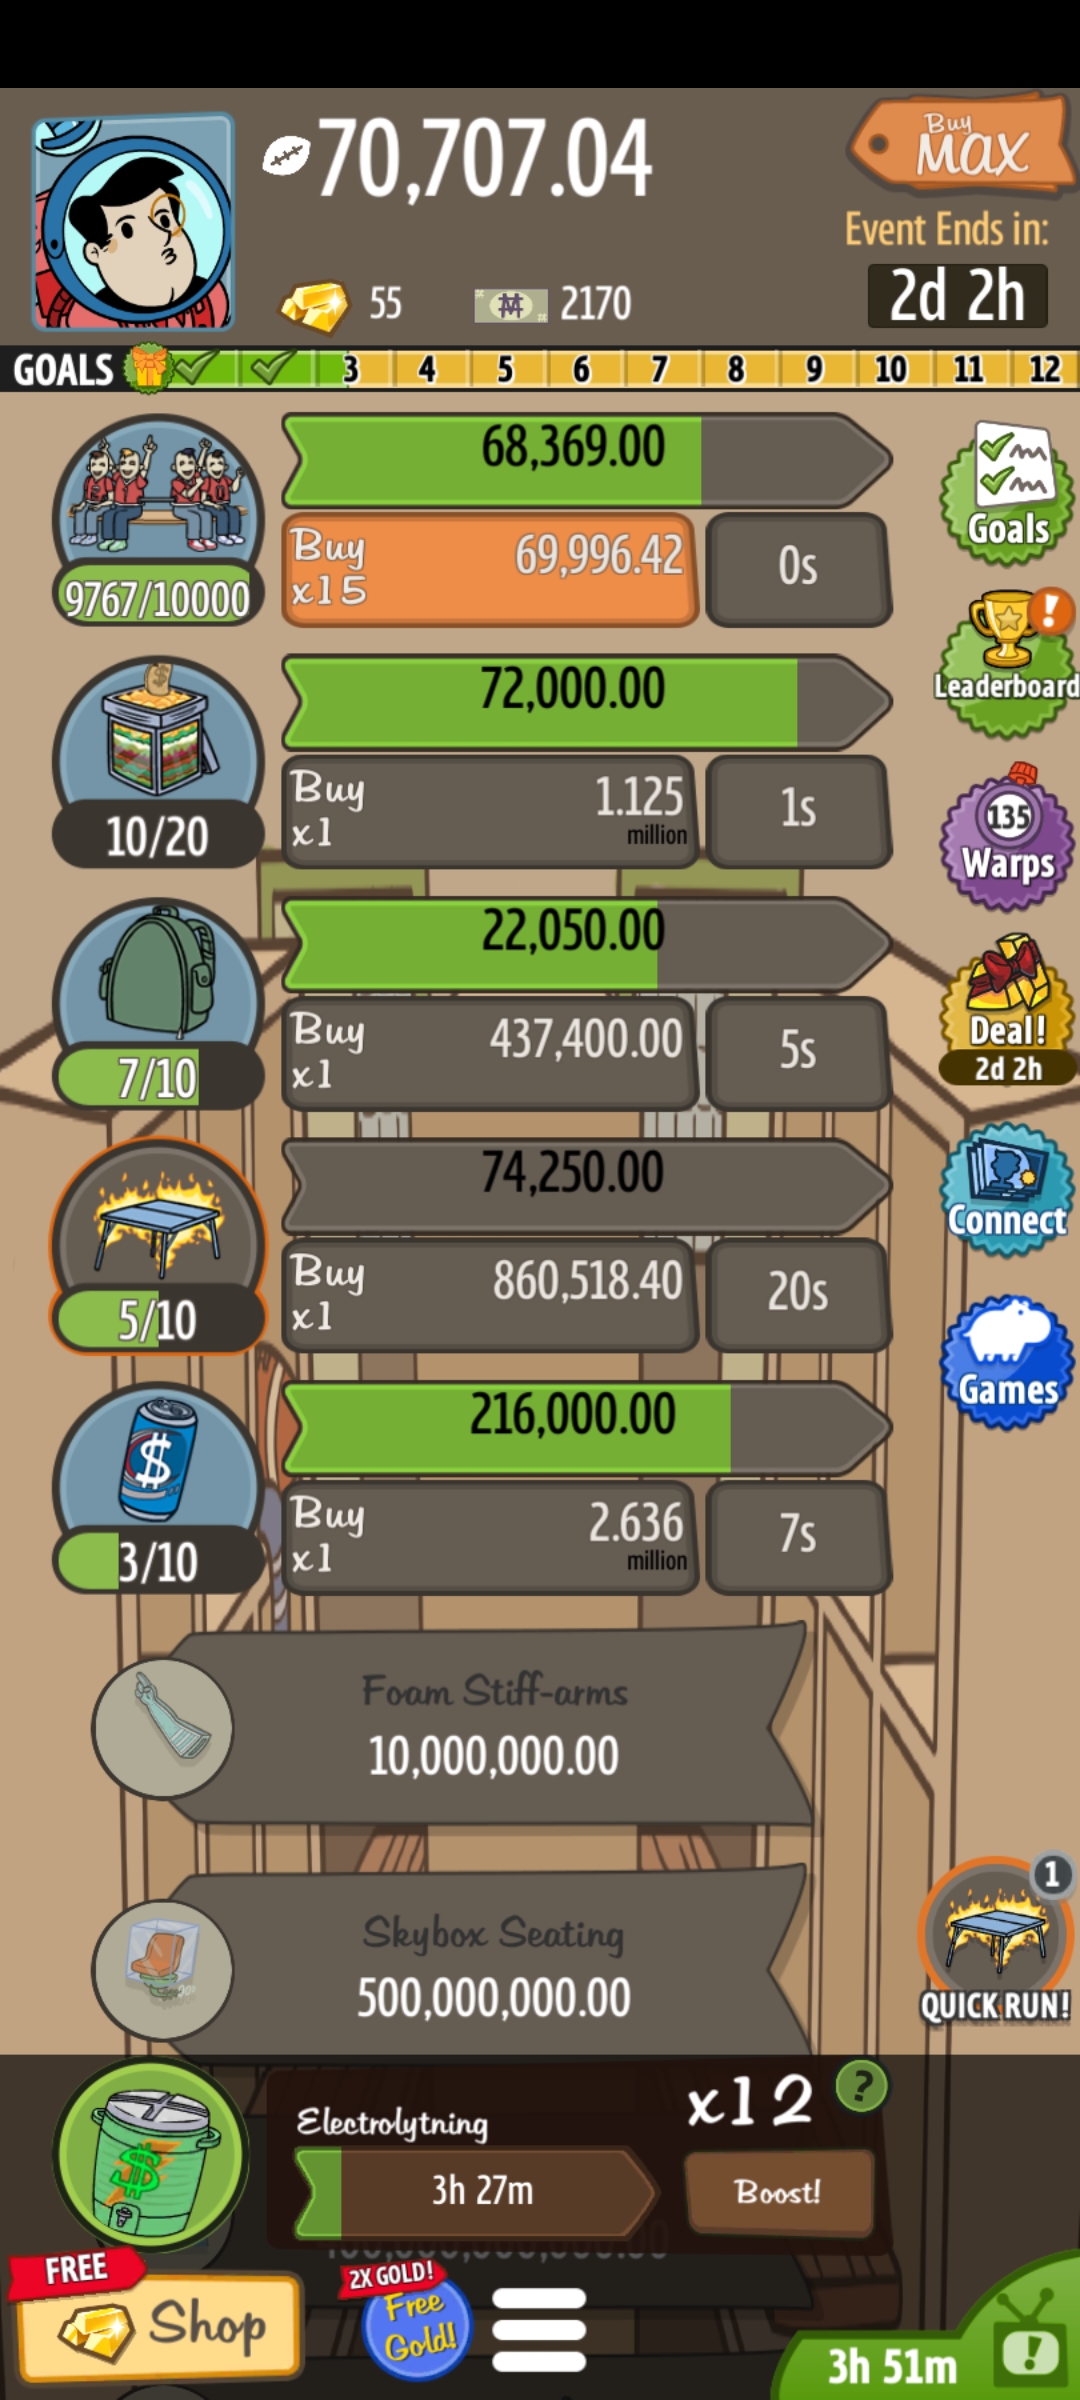 70,707.04
Buy
MAX
Event Ends in:
55
2170
2d 2h
GOALS 3 4 5 6 7 8 9 10 11 12
68,369.00
Buy
x15
69,996.42
0s
9767/10000
Goals
Leaderboard
72,000.00
Buy
x1
1.125
million
1s
10/20
135
Warps
22,050.00
Buy
x1
437,400.00
5s
7/10
Deal!
2d 2h
74,250.00
Buy
x1
860,518.40
20s
5/10
Connect
216,000.00
Buy
x1
2.636
million
7s
3/10
Games
Foam Stiff-arms
10,000,000.00
Skybox Seating
500,000,000.00
1
QUICK RUN!
Electrolytning
3h 27m
x12
?
Boost!
FREE
Shop
2X GOLD!
Free
Gold!
3h 51m